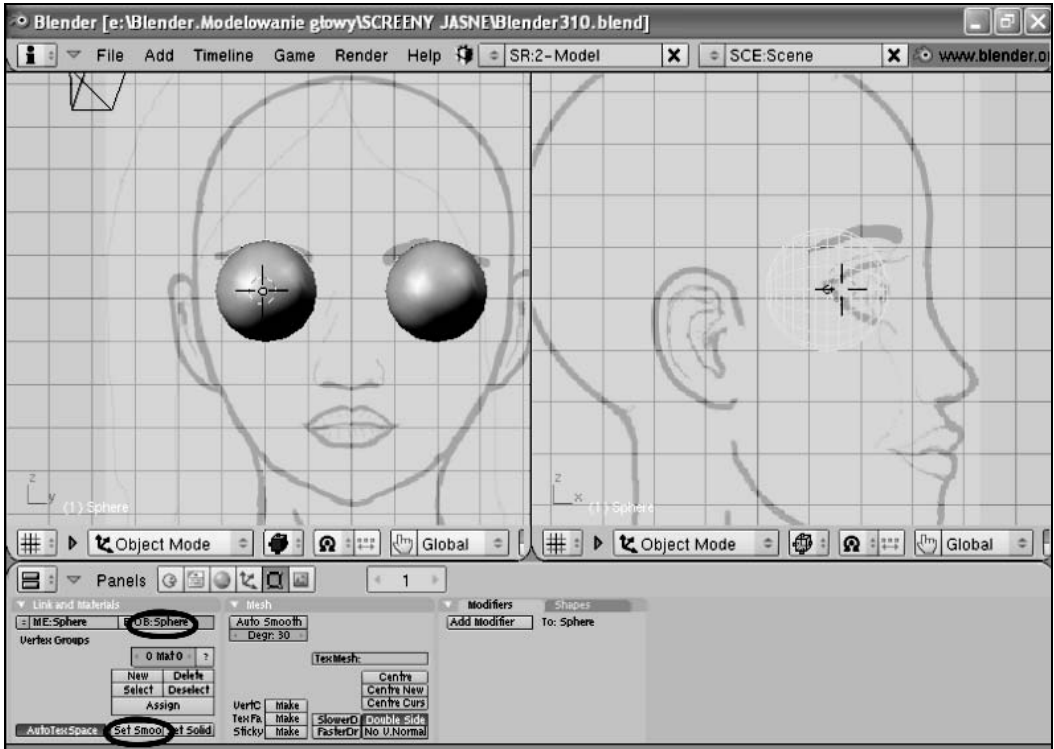 Blender [e:\Blender.Modelowanie głowy\SCREENY JASNE\Blender310.blend]
File Add Timeline Game Render Help SR:2-Model X SCE:Scene X www.blender.o
z
y
(1) Sphere
z
x
(1) Sphere
Object Mode Global Object Mode Global
Panels 1
Link and Materials Mesh Modifiers Shapes
ME:Sphere OB:Sphere Auto Smooth Add Modifier To: Sphere
Vertex Groups Degr: 30
0 Mat 0 ? TexMesh:
New Delete Centre
Select Deselect Centre New
Assign VertC Make Centre Curs
TexFa Make SlowerD Double Side
AutoTexSpace Set Smoo et Solid Sticky Make FasterDr No V.Normal